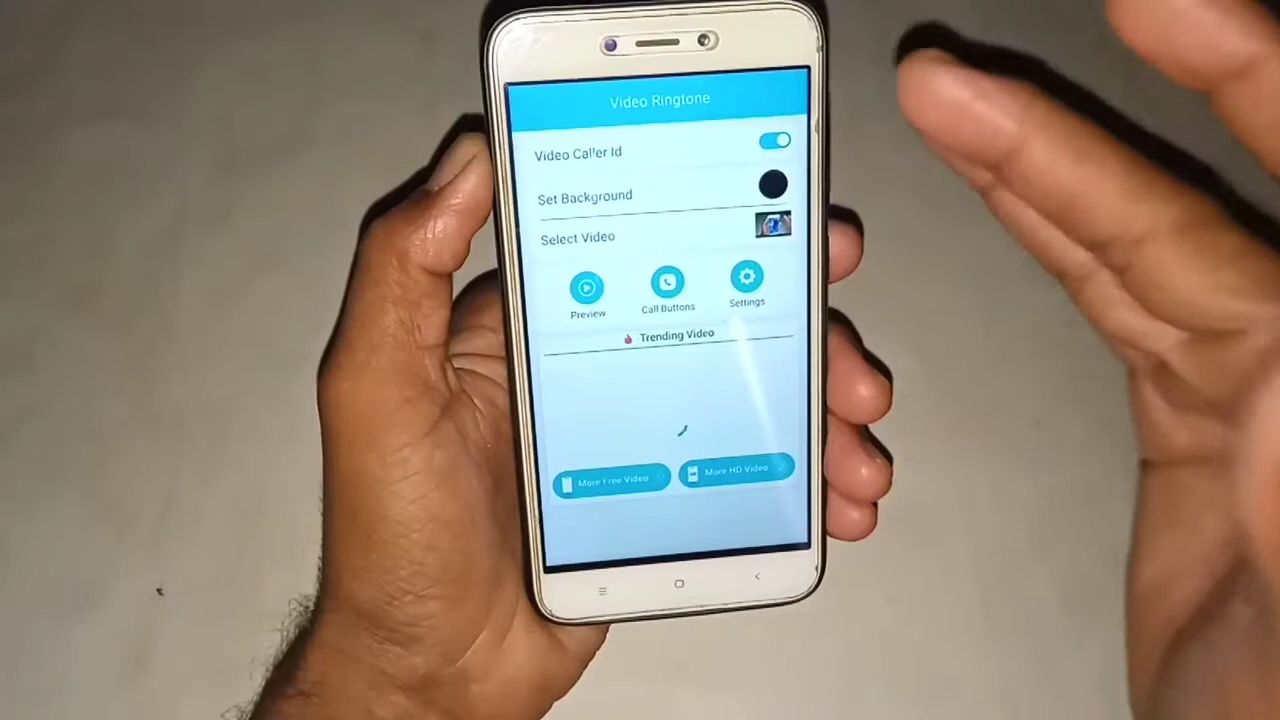 Video Ringtone
Video Caller Id
Set Background
Select Video
Preview
Call Buttons
Settings
Trending Video
More Free Video
More HD Video